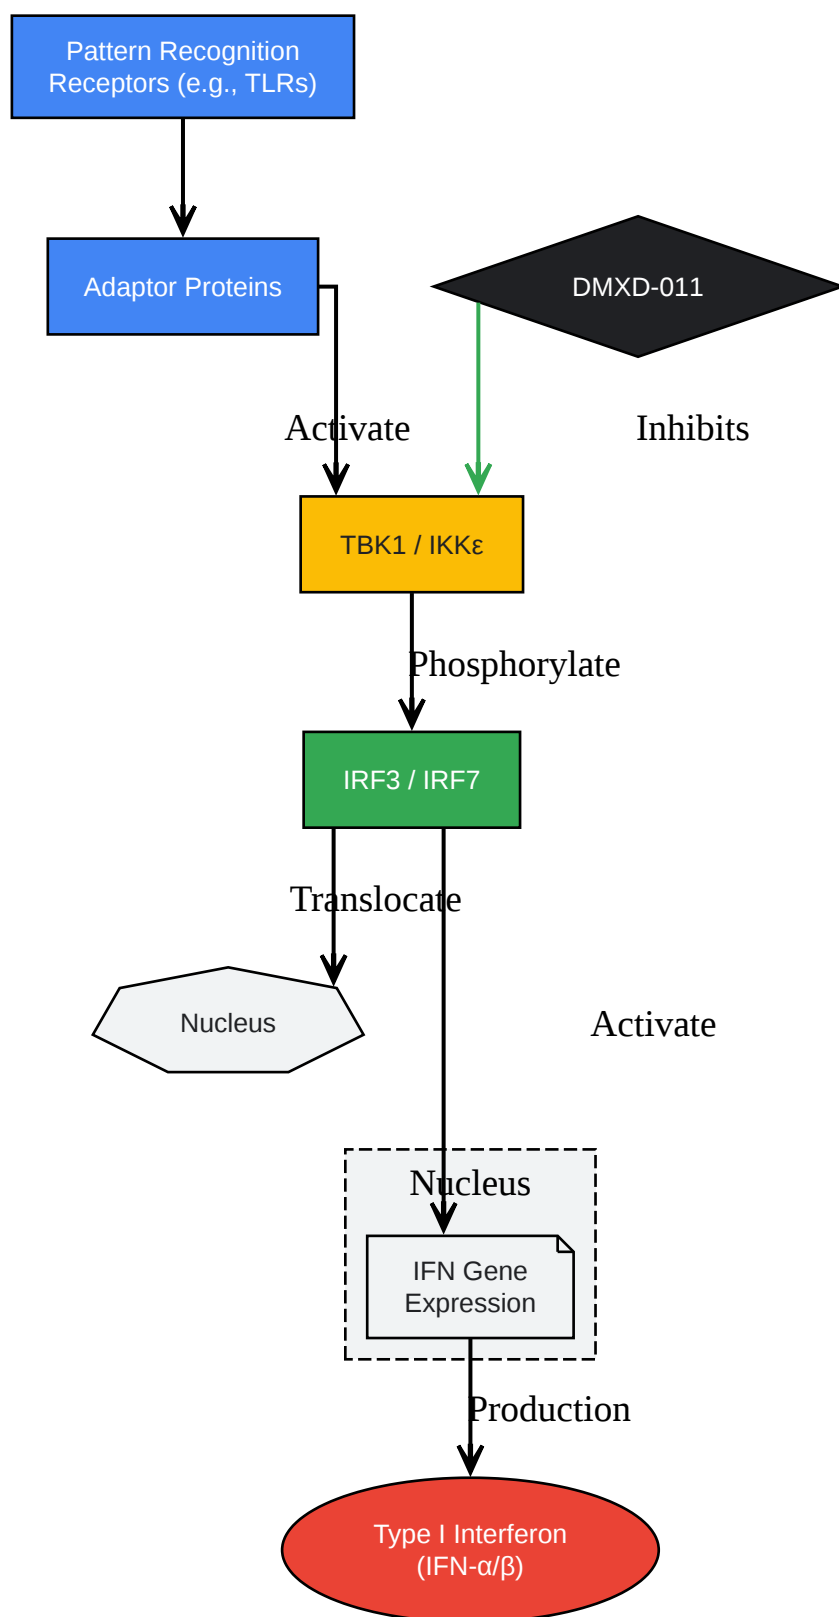 Pattern Recognition
Receptors (e.g., TLRs)
Adaptor Proteins
DMXD-011
Activate
Inhibits
TBK1 / IKKε
Phosphorylate
IRF3 / IRF7
Translocate
Nucleus
Activate
Nucleus
IFN Gene
Expression
Production
Type I Interferon
(IFN-α/β)